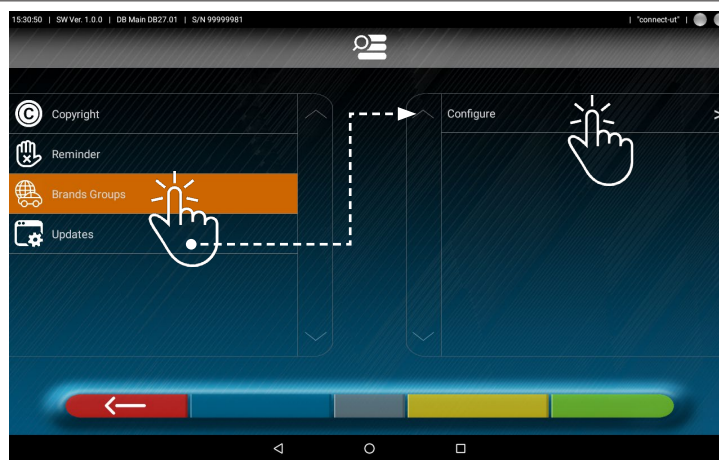 15:30:50 | SW Ver. 1.0.0 | DB Main DB27.01 | S/N 99999981 | "connect-ut" |
Copyright
Reminder
Brands Groups
Updates
Configure >